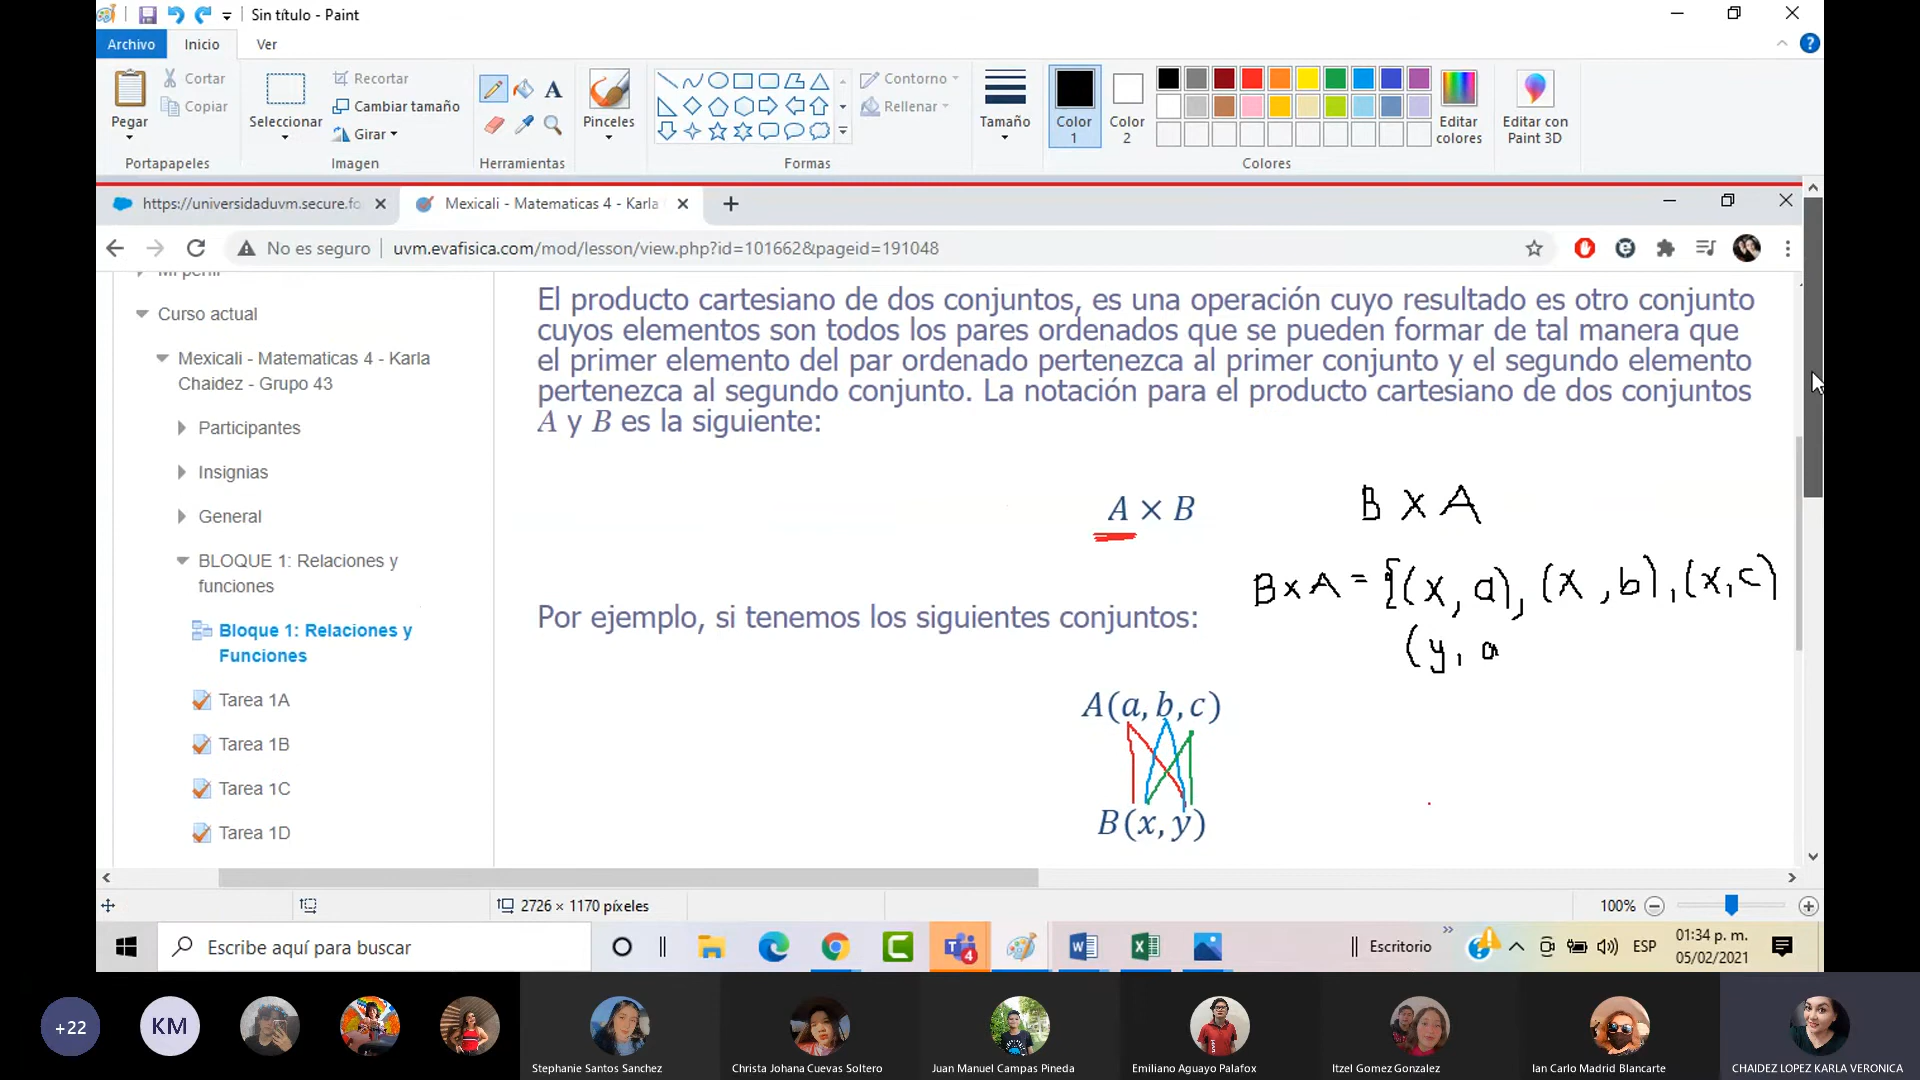 Sin título - Paint
Archivo Inicio Ver
Pegar
Cortar
Copiar
Portapapeles
Seleccionar
Recortar
Cambiar tamaño
Girar
Imagen
A
Herramientas
Pinceles
Contorno
Rellenar
Formas
Tamaño
Color 1
Color 2
Colores
Editar colores
Editar con Paint 3D
https://universidaduvm.secure.fo
Mexicali - Matematicas 4 - Karla
No es seguro
uvm.evafisica.com/mod/lesson/view.php?id=101662&pageid=191048
Mi perfil
Curso actual
Mexicali - Matematicas 4 - Karla
Chaidez - Grupo 43
Participantes
Insignias
General
BLOQUE 1: Relaciones y
funciones
Bloque 1: Relaciones y
Funciones
Tarea 1A
Tarea 1B
Tarea 1C
Tarea 1D
El producto cartesiano de dos conjuntos, es una operación cuyo resultado es otro conjunto
cuyos elementos son todos los pares ordenados que se pueden formar de tal manera que
el primer elemento del par ordenado pertenezca al primer conjunto y el segundo elemento
pertenezca al segundo conjunto. La notación para el producto cartesiano de dos conjuntos
A y B es la siguiente:
A × B
B X A
B x A = {(x, a), (x, b), (x, c)
(y, a
Por ejemplo, si tenemos los siguientes conjuntos:
A(a, b, c)
B(x, y)
2726 × 1170 píxeles
100%
Escribe aquí para buscar
4
Escritorio
ESP
01:34 p. m.
05/02/2021
+22
KM
Stephanie Santos Sanchez
Christa Johana Cuevas Soltero
Juan Manuel Campas Pineda
Emiliano Aguayo Palafox
Itzel Gomez Gonzalez
Ian Carlo Madrid Blancarte
CHAIDEZ LOPEZ KARLA VERONICA